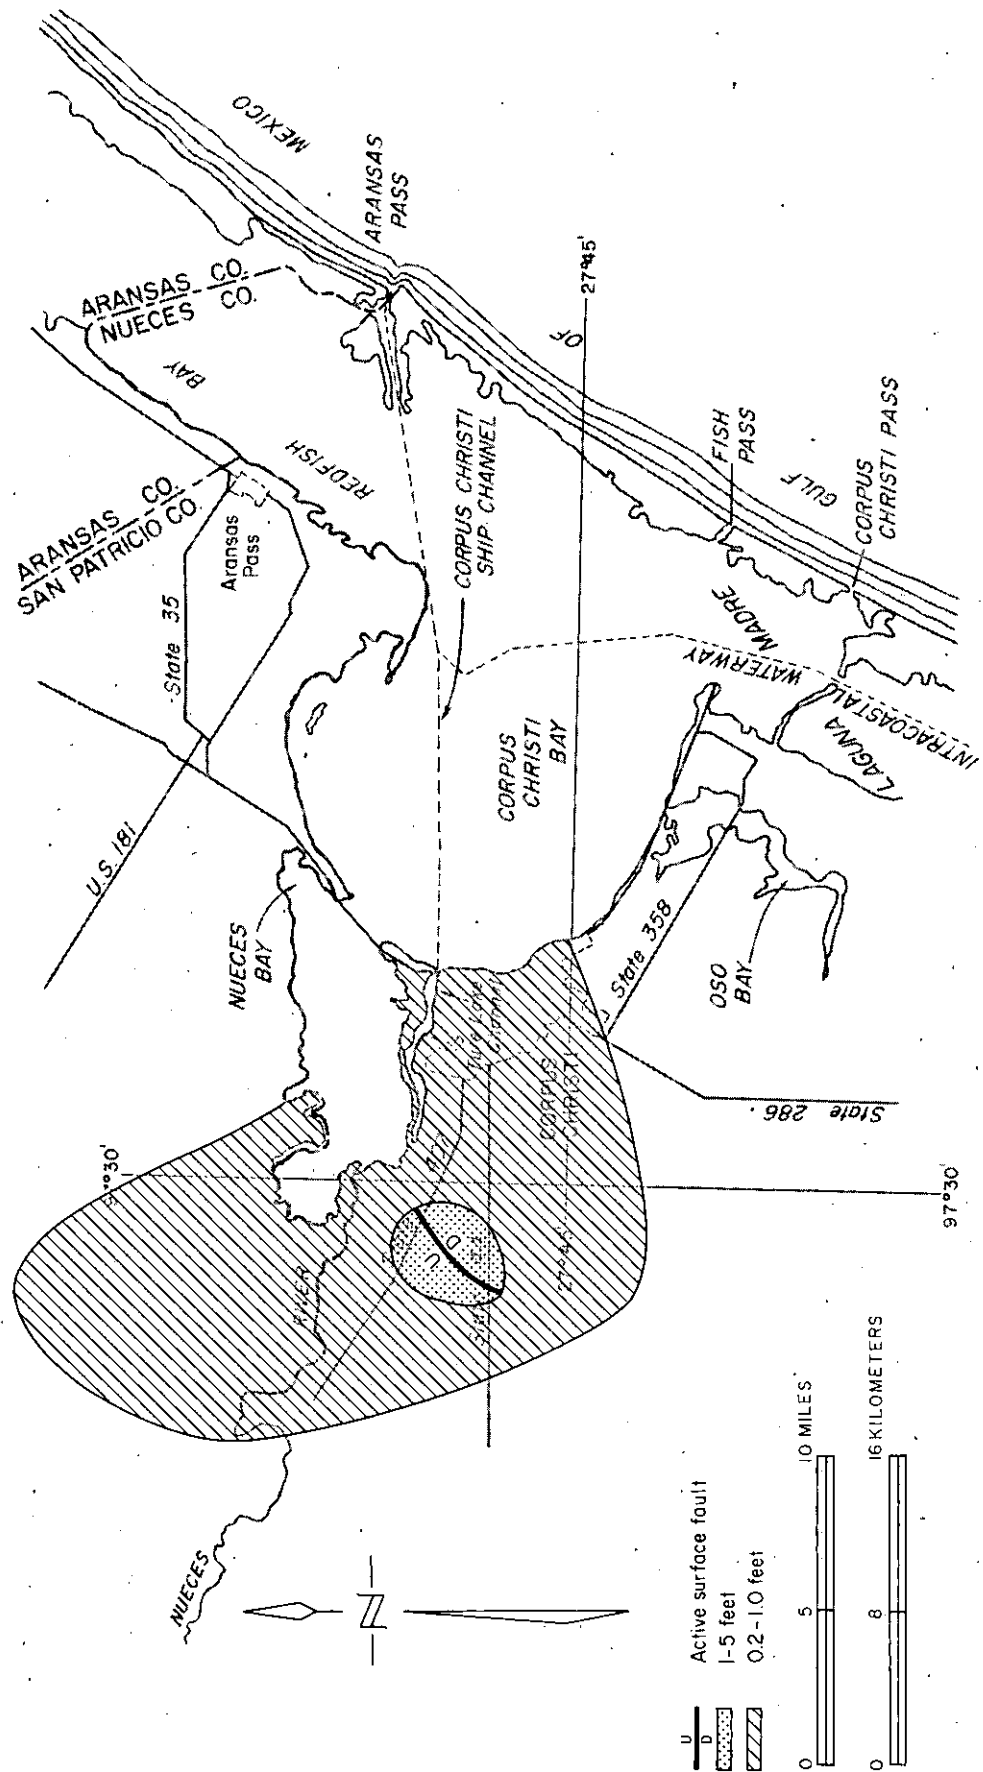 MEXICO
ARANSAS
PASS
ARANSAS CO.
NUECES CO.
BAY
REDFISH
ARANSAS CO.
SAN PATRICIO CO.
Aransas
Pass
State 35
U.S. 181
CORPUS CHRISTI
SHIP CHANNEL
27°45'
OF
GULF
FISH
PASS
CORPUS
CHRISTI PASS
MADRE
LAGUNA
INTRACOASTAL
WATERWAY
CORPUS
CHRISTI
BAY
NUECES
BAY
State 358
OSO
BAY
State 286.
CORPUS
CHRISTI
Channel
97°30'
97°30'
RIVER
NUECES
U
D
N
U
D
Active surface fault
1-5 feet
0.2-1.0 feet
0 5 10 MILES
0 8 16 KILOMETERS